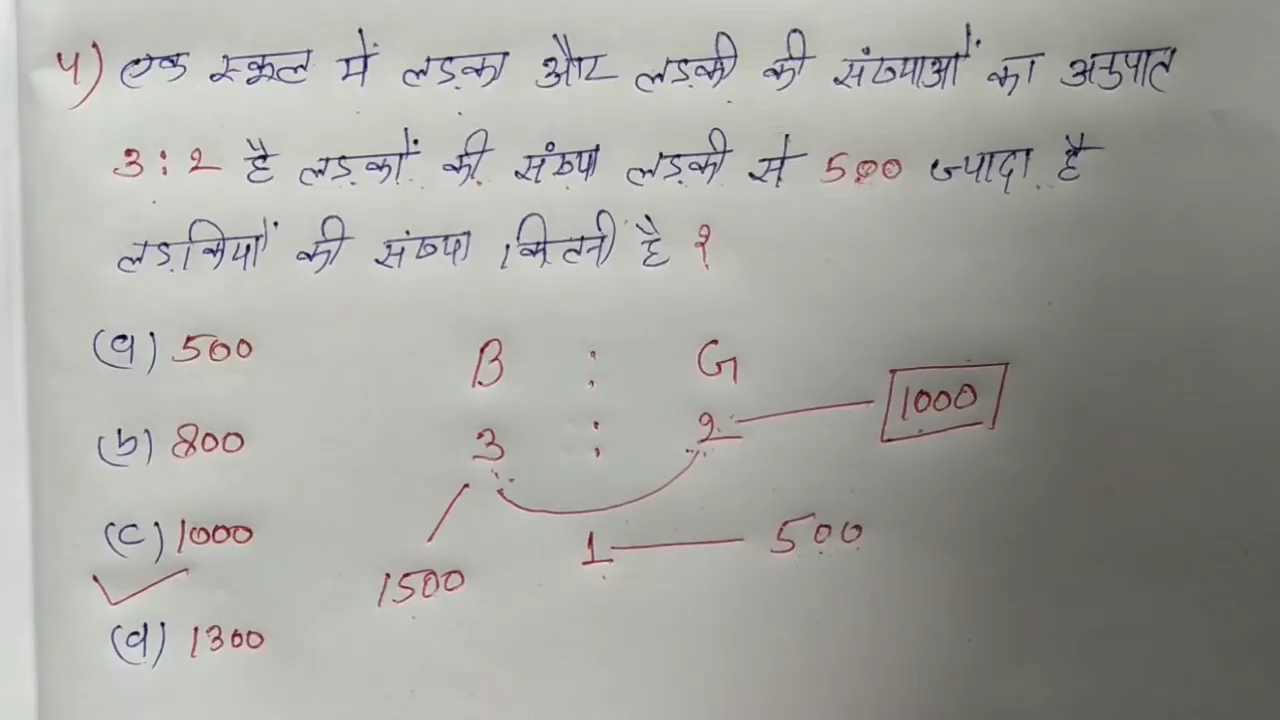 ५) एक स्कूल में लड़का और लड़की की संख्याओं का अनुपात
3 : 2 है लड़कों की संख्या लड़की से 500 ज्यादा है
लड़कियों की संख्या कितनी है ?
(a) 500
B : G
1000
(b) 800
3 : 2
(c) 1000
1 500
1500
(d) 1300